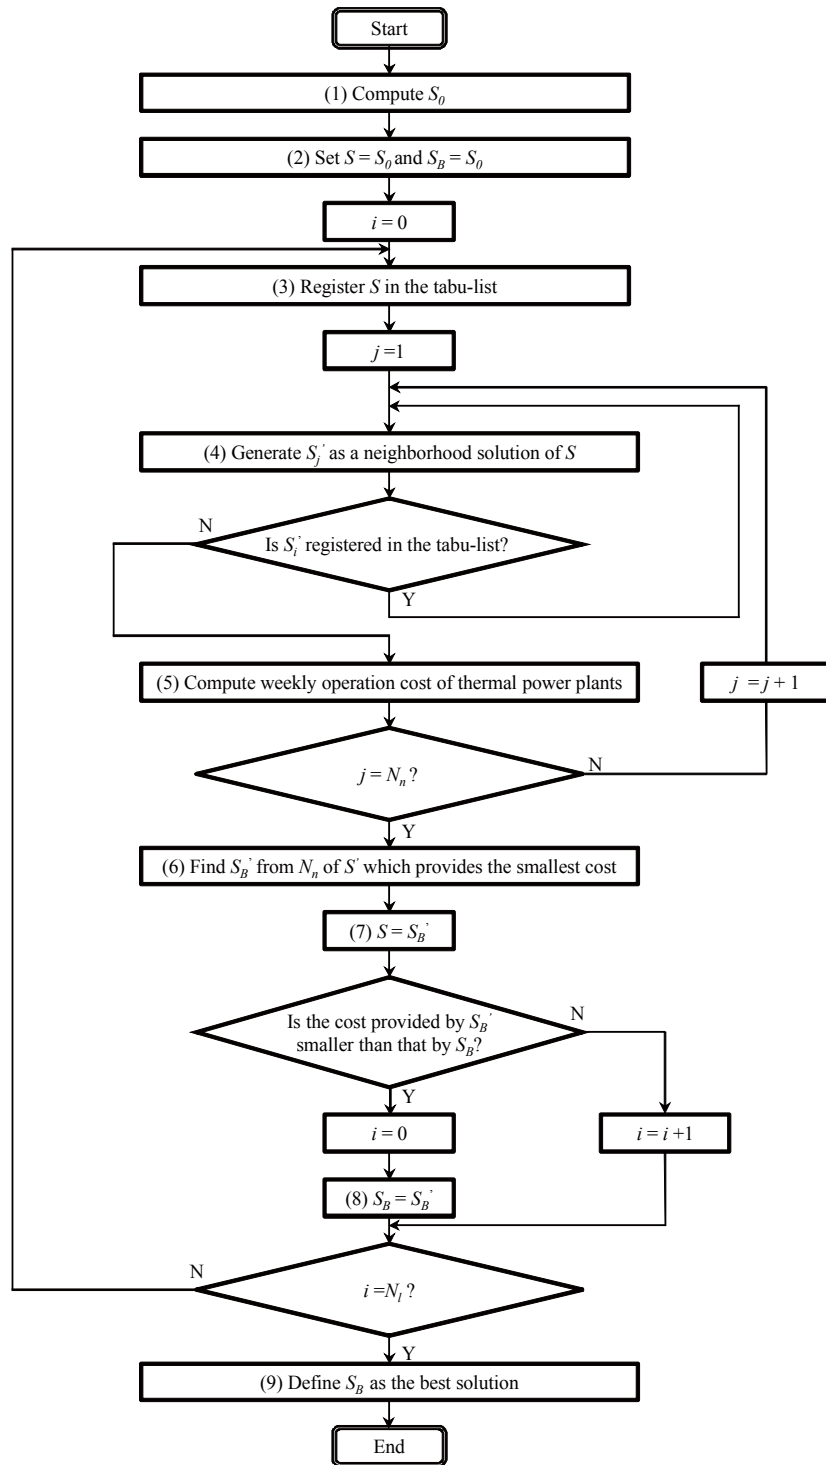 Start
(1) Compute S0
(2) Set S = S0 and SB = S0
i = 0
(3) Register S in the tabu-list
j =1
(4) Generate Sj' as a neighborhood solution of S
N
Is Si' registered in the tabu-list?
Y
(5) Compute weekly operation cost of thermal power plants
j = j + 1
j = Nn ?
N
Y
(6) Find SB' from Nn of S' which provides the smallest cost
(7) S = SB'
Is the cost provided by SB'
smaller than that by SB?
N
Y
i = 0
i = i +1
(8) SB = SB'
N
i =Nl ?
Y
(9) Define SB as the best solution
End